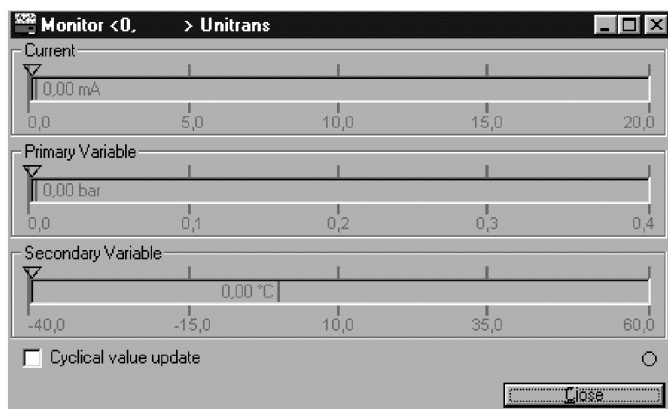 Monitor <0, > Unitrans
Current
0,00 mA
0,0 5,0 10,0 15,0 20,0
Primary Variable
0,00 bar
0,0 0,1 0,2 0,3 0,4
Secondary Variable
0,00 °C
-40,0 -15,0 10,0 35,0 60,0
Cyclical value update
Close